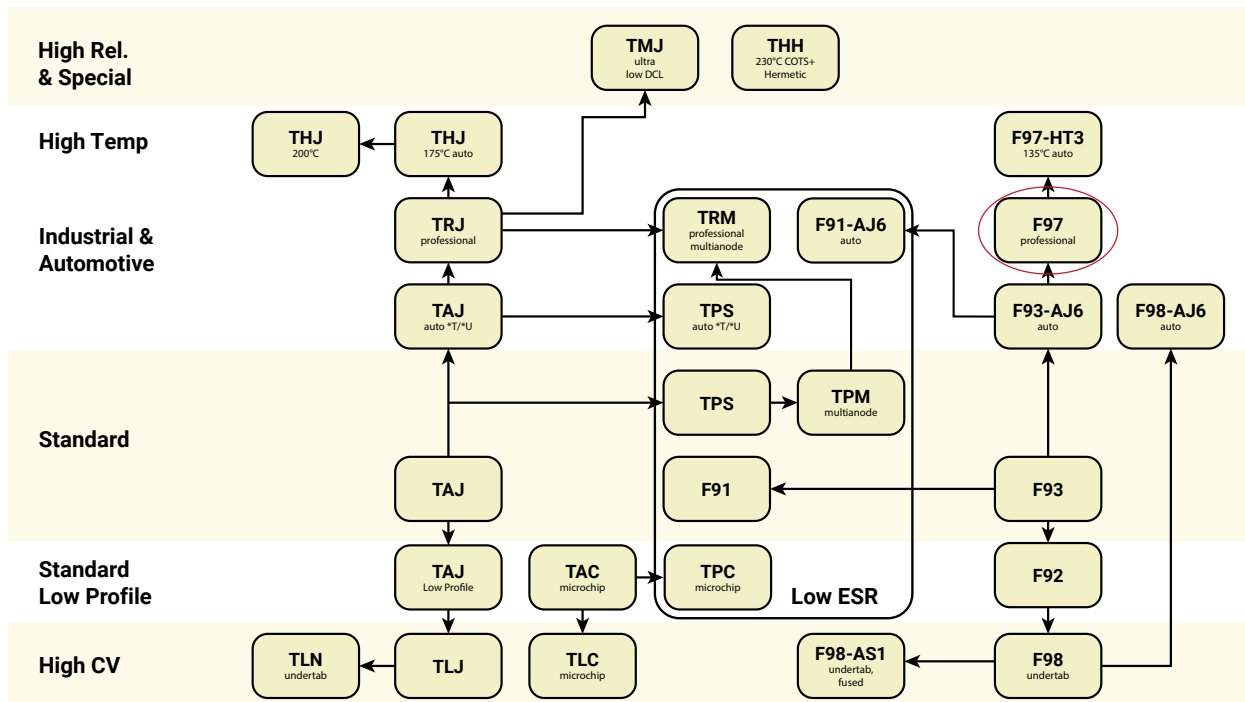 High Rel.
& Special
TMJ
ultra
low DCL
THH
230°C COTS+
Hermetic
High Temp
THJ
200°C
THJ
175°C auto
F97-HT3
135°C auto
Industrial &
Automotive
TRJ
professional
TRM
professional
multianode
F91-AJ6
auto
F97
professional
TAJ
auto *T/*U
TPS
auto *T/*U
F93-AJ6
auto
F98-AJ6
auto
Standard
TPS
TPM
multianode
TAJ
F91
F93
Standard
Low Profile
TAJ
Low Profile
TAC
microchip
TPC
microchip
Low ESR
F92
High CV
TLN
undertab
TLJ
TLC
microchip
F98-AS1
undertab,
fused
F98
undertab